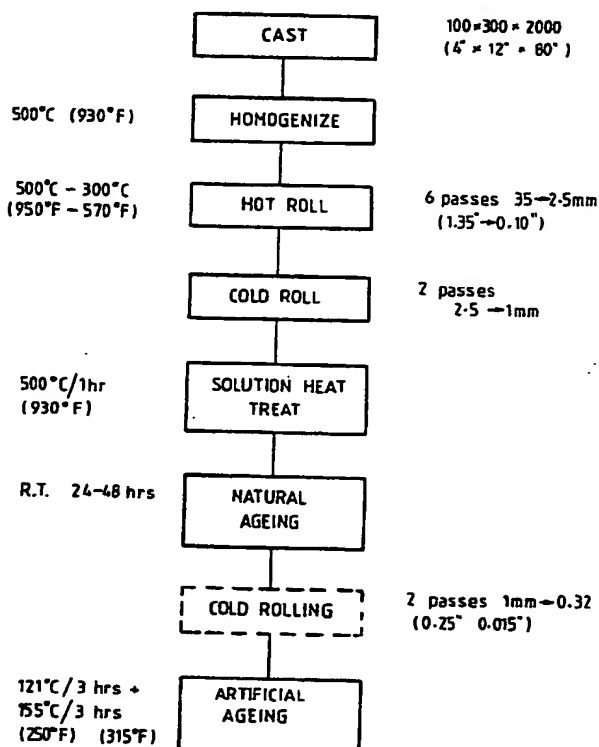 CAST
100×300×2000
(4" × 12" × 80")
500°C (930°F)
HOMOGENIZE
500°C – 300°C
(950°F – 570°F)
HOT ROLL
6 passes 35→2·5mm
(1.35"→0.10")
COLD ROLL
2 passes
2·5 →1mm
500°C/1hr
(930°F)
SOLUTION HEAT
TREAT
R.T. 24–48 hrs
NATURAL
AGEING
COLD ROLLING
2 passes 1mm→0.32
(0.25" 0.015")
121°C/3 hrs +
155°C/3 hrs
(250°F) (315°F)
ARTIFICIAL
AGEING